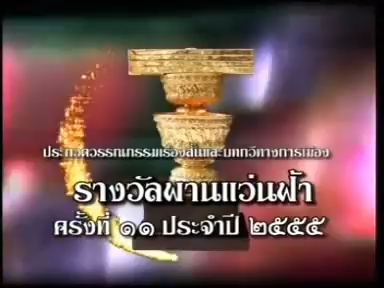 ประกวดวรรณกรรมเรื่องสั้นและบทกวีทางการเมือง
รางวัลพานแว่นฟ้า
ครั้งที่ ๑๑ ประจำปี ๒๕๕๕